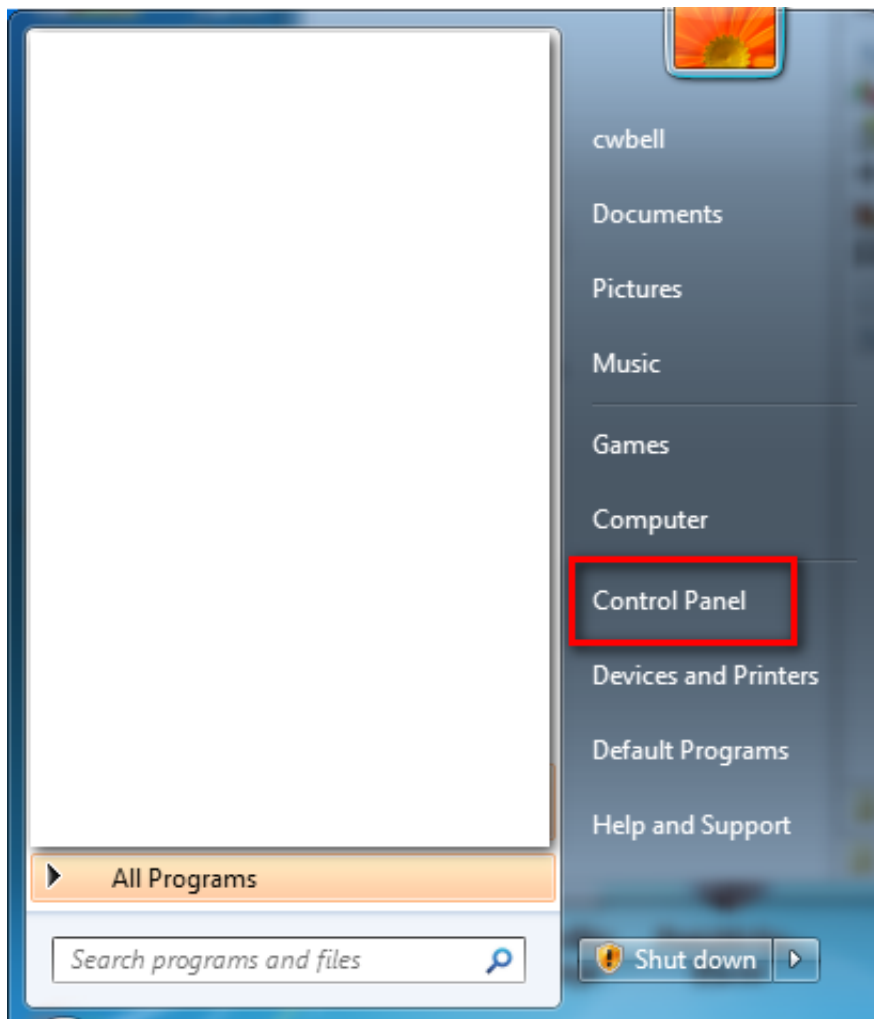 cwbell
Documents
Pictures
Music
Games
Computer
Control Panel
Devices and Printers
Default Programs
Help and Support
All Programs
Search programs and files
Shut down